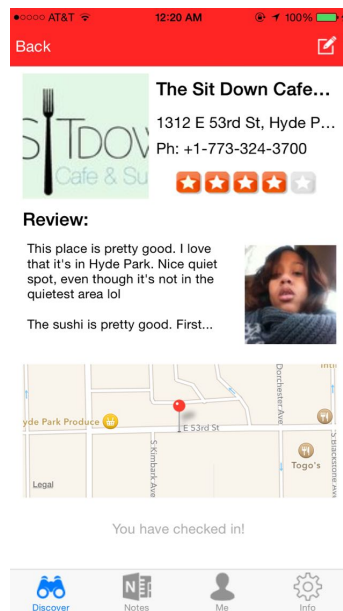 AT&T 12:20 AM 100%
Back
The Sit Down Cafe...
1312 E 53rd St, Hyde P...
Ph: +1-773-324-3700
SITDOW
Cafe & Su
Review:
This place is pretty good. I love
that it's in Hyde Park. Nice quiet
spot, even though it's not in the
quietest area lol
The sushi is pretty good. First...
yde Park Produce
E 53rd St
S Kimbark Ave
Dorchester Ave
Togo's
S Blackstone Ave
Legal
You have checked in!
Discover
Notes
Me
Info